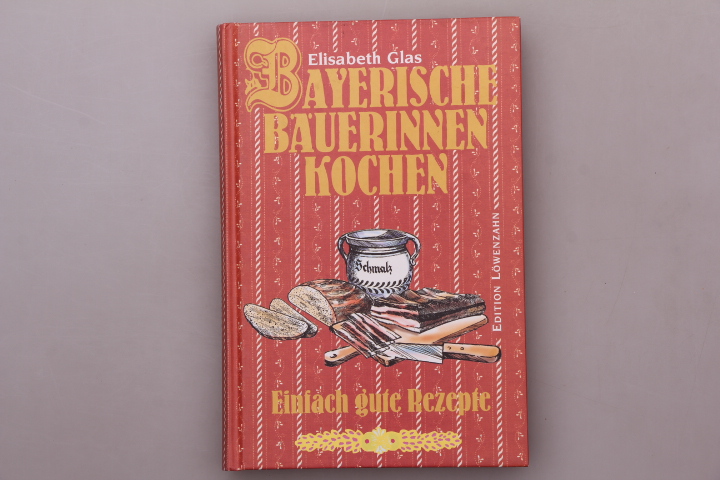 Elisabeth Glas
BAYERISCHE
BÄUERINNEN
KOCHEN
Schmalz
EDITION LÖWENZAHN
Einfach gute Rezepte